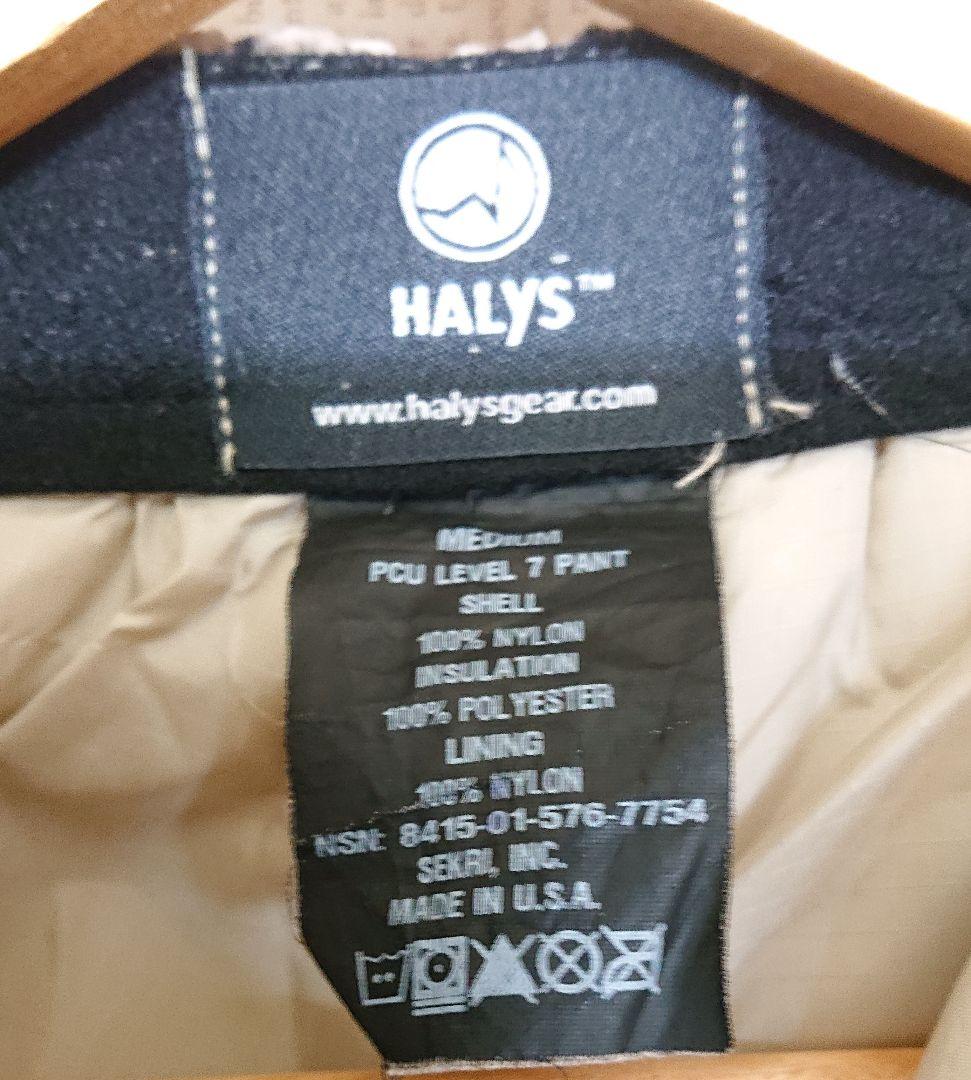 HALYS™
www.halysgear.com
MEDIUM
PCU LEVEL 7 PANT
SHELL
100% NYLON
INSULATION
100% POLYESTER
LINING
100% NYLON
NSN: 8415-01-576-7754
SEKRI, INC.
MADE IN U.S.A.